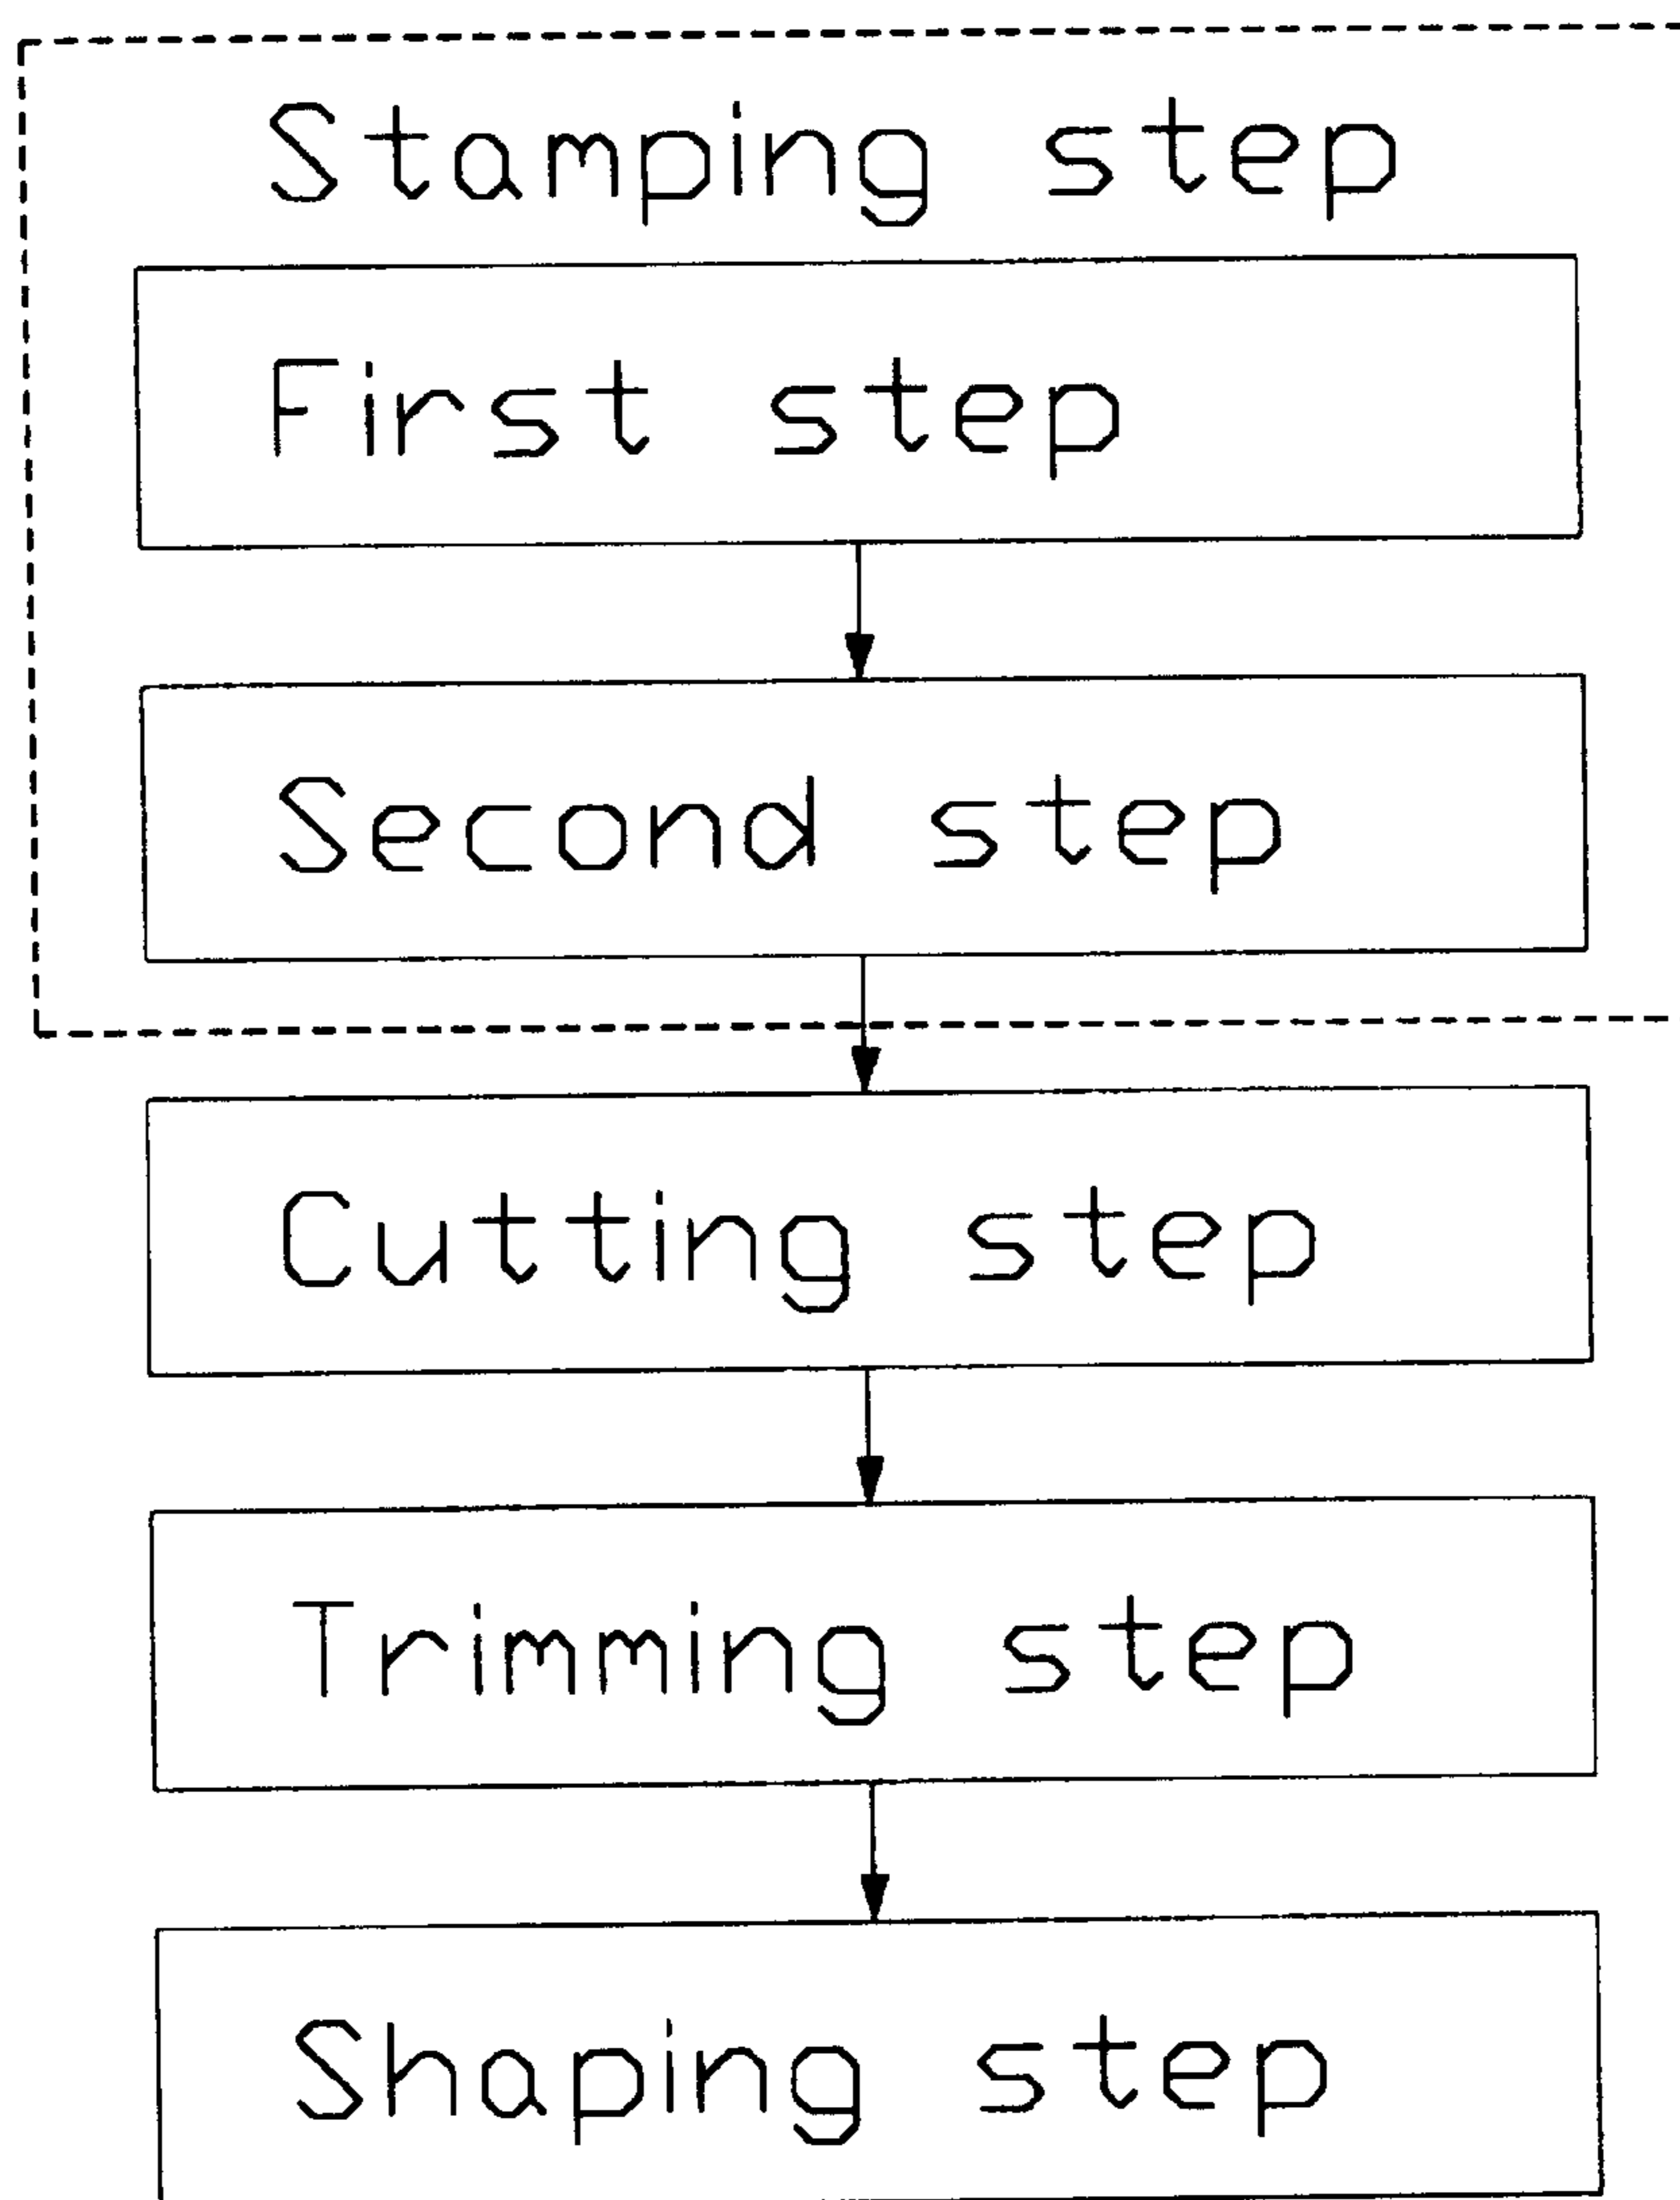 Stamping step
First step
Second step
Cutting step
Trimming step
Shaping step